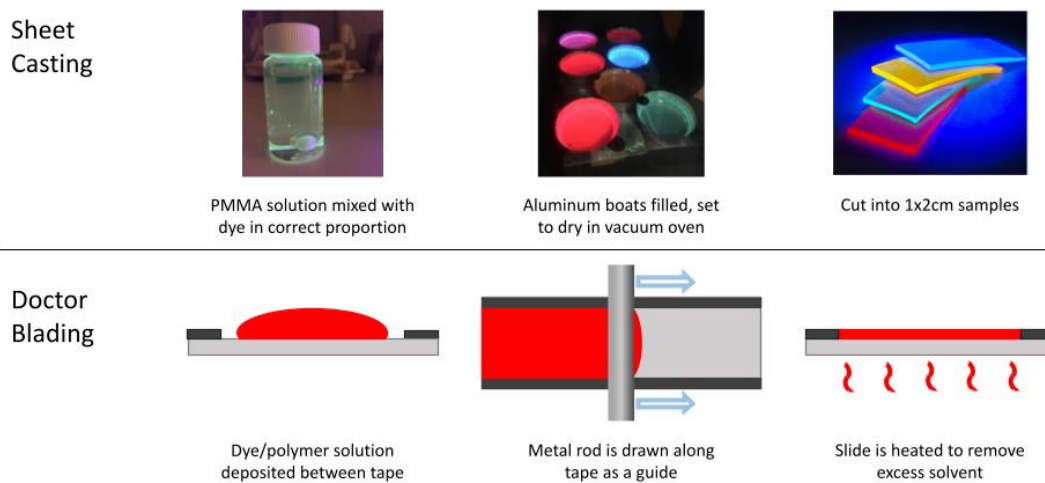 Sheet
Casting
PMMA solution mixed with
dye in correct proportion
Aluminum boats filled, set
to dry in vacuum oven
Cut into 1x2cm samples
Doctor
Blading
Dye/polymer solution
deposited between tape
Metal rod is drawn along
tape as a guide
Slide is heated to remove
excess solvent